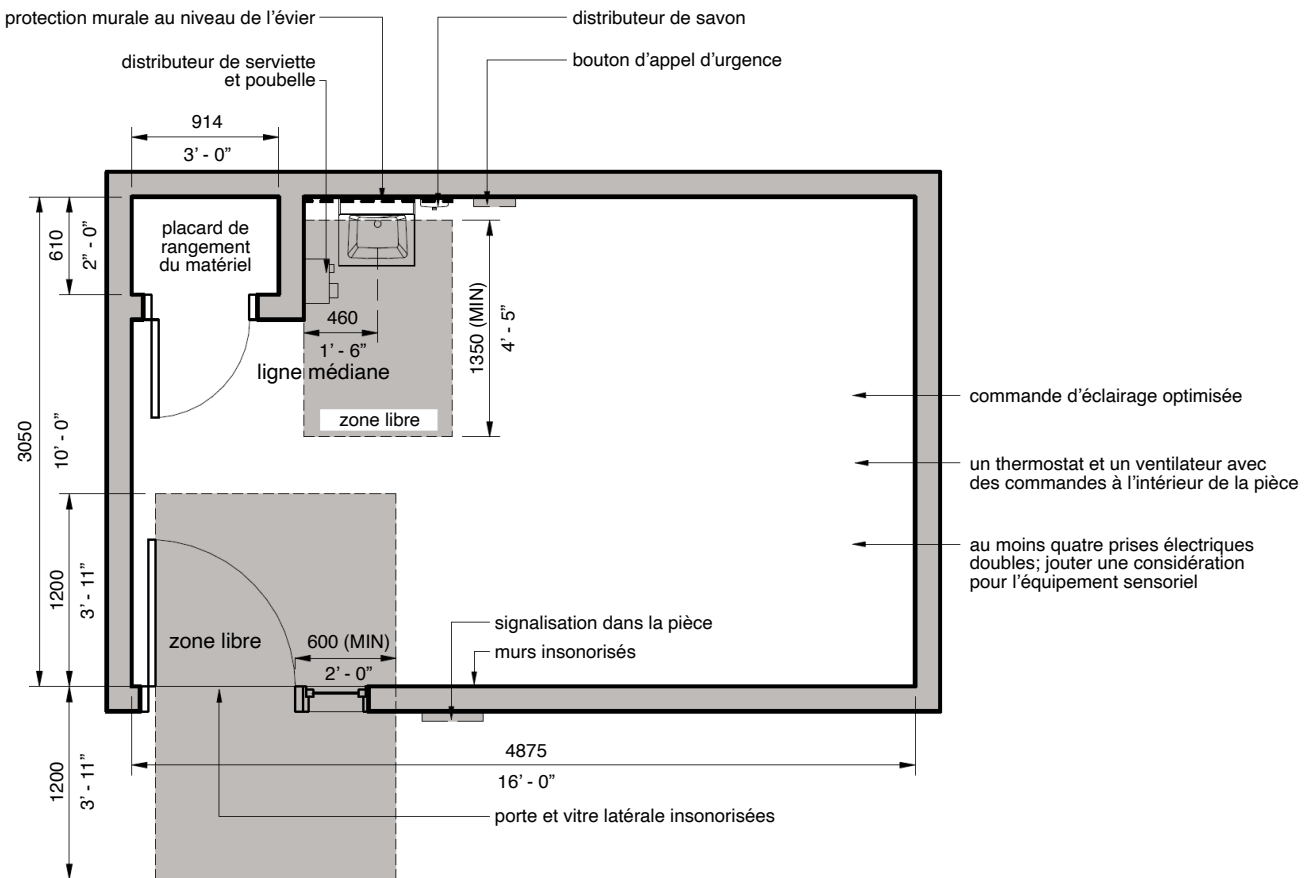 protection murale au niveau de l'évier
distributeur de savon
distributeur de serviette
et poubelle
bouton d'appel d'urgence
914
3' - 0"
610
2" - 0"
placard de
rangement
du matériel
460
1' - 6"
ligne médiane
1350 (MIN)
4' - 5"
zone libre
3050
10' - 0"
commande d'éclairage optimisée
un thermostat et un ventilateur avec
des commandes à l'intérieur de la pièce
au moins quatre prises électriques
doubles; jouter une considération
pour l'équipement sensoriel
1200
3' - 11"
zone libre
600 (MIN)
2' - 0"
signalisation dans la pièce
murs insonorisés
1200
3' - 11"
4875
16' - 0"
porte et vitre latérale insonorisées